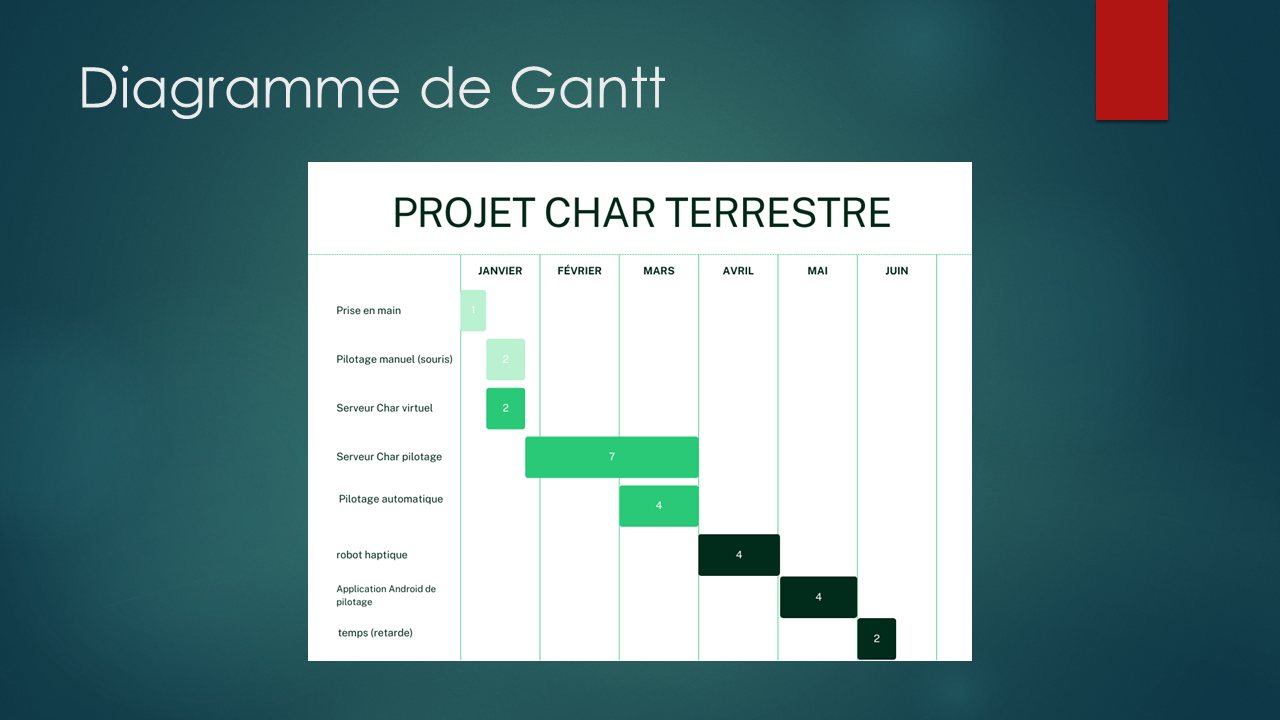 Diagramme de Gantt
PROJET CHAR TERRESTRE
JANVIER FÉVRIER MARS AVRIL MAI JUIN
Prise en main 1
Pilotage manuel (souris) 2
Serveur Char virtuel 2
Serveur Char pilotage 7
Pilotage automatique 4
robot haptique 4
Application Android de
pilotage 4
temps (retarde) 2